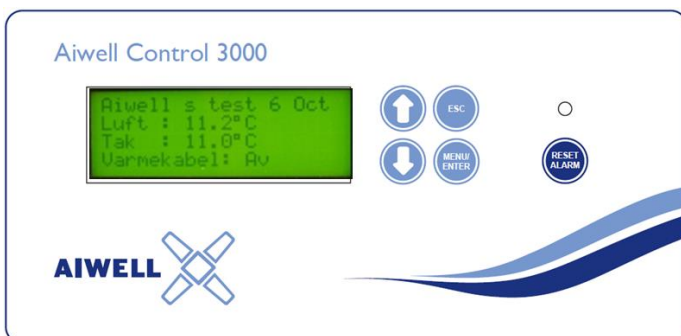 Aiwell Control 3000
Aiwell s test 6 Oct
Luft : 11.2°C
Tak  : 11.0°C
Varmekabel: Av
ESC
MENU/
ENTER
RESET
ALARM
AIWELL